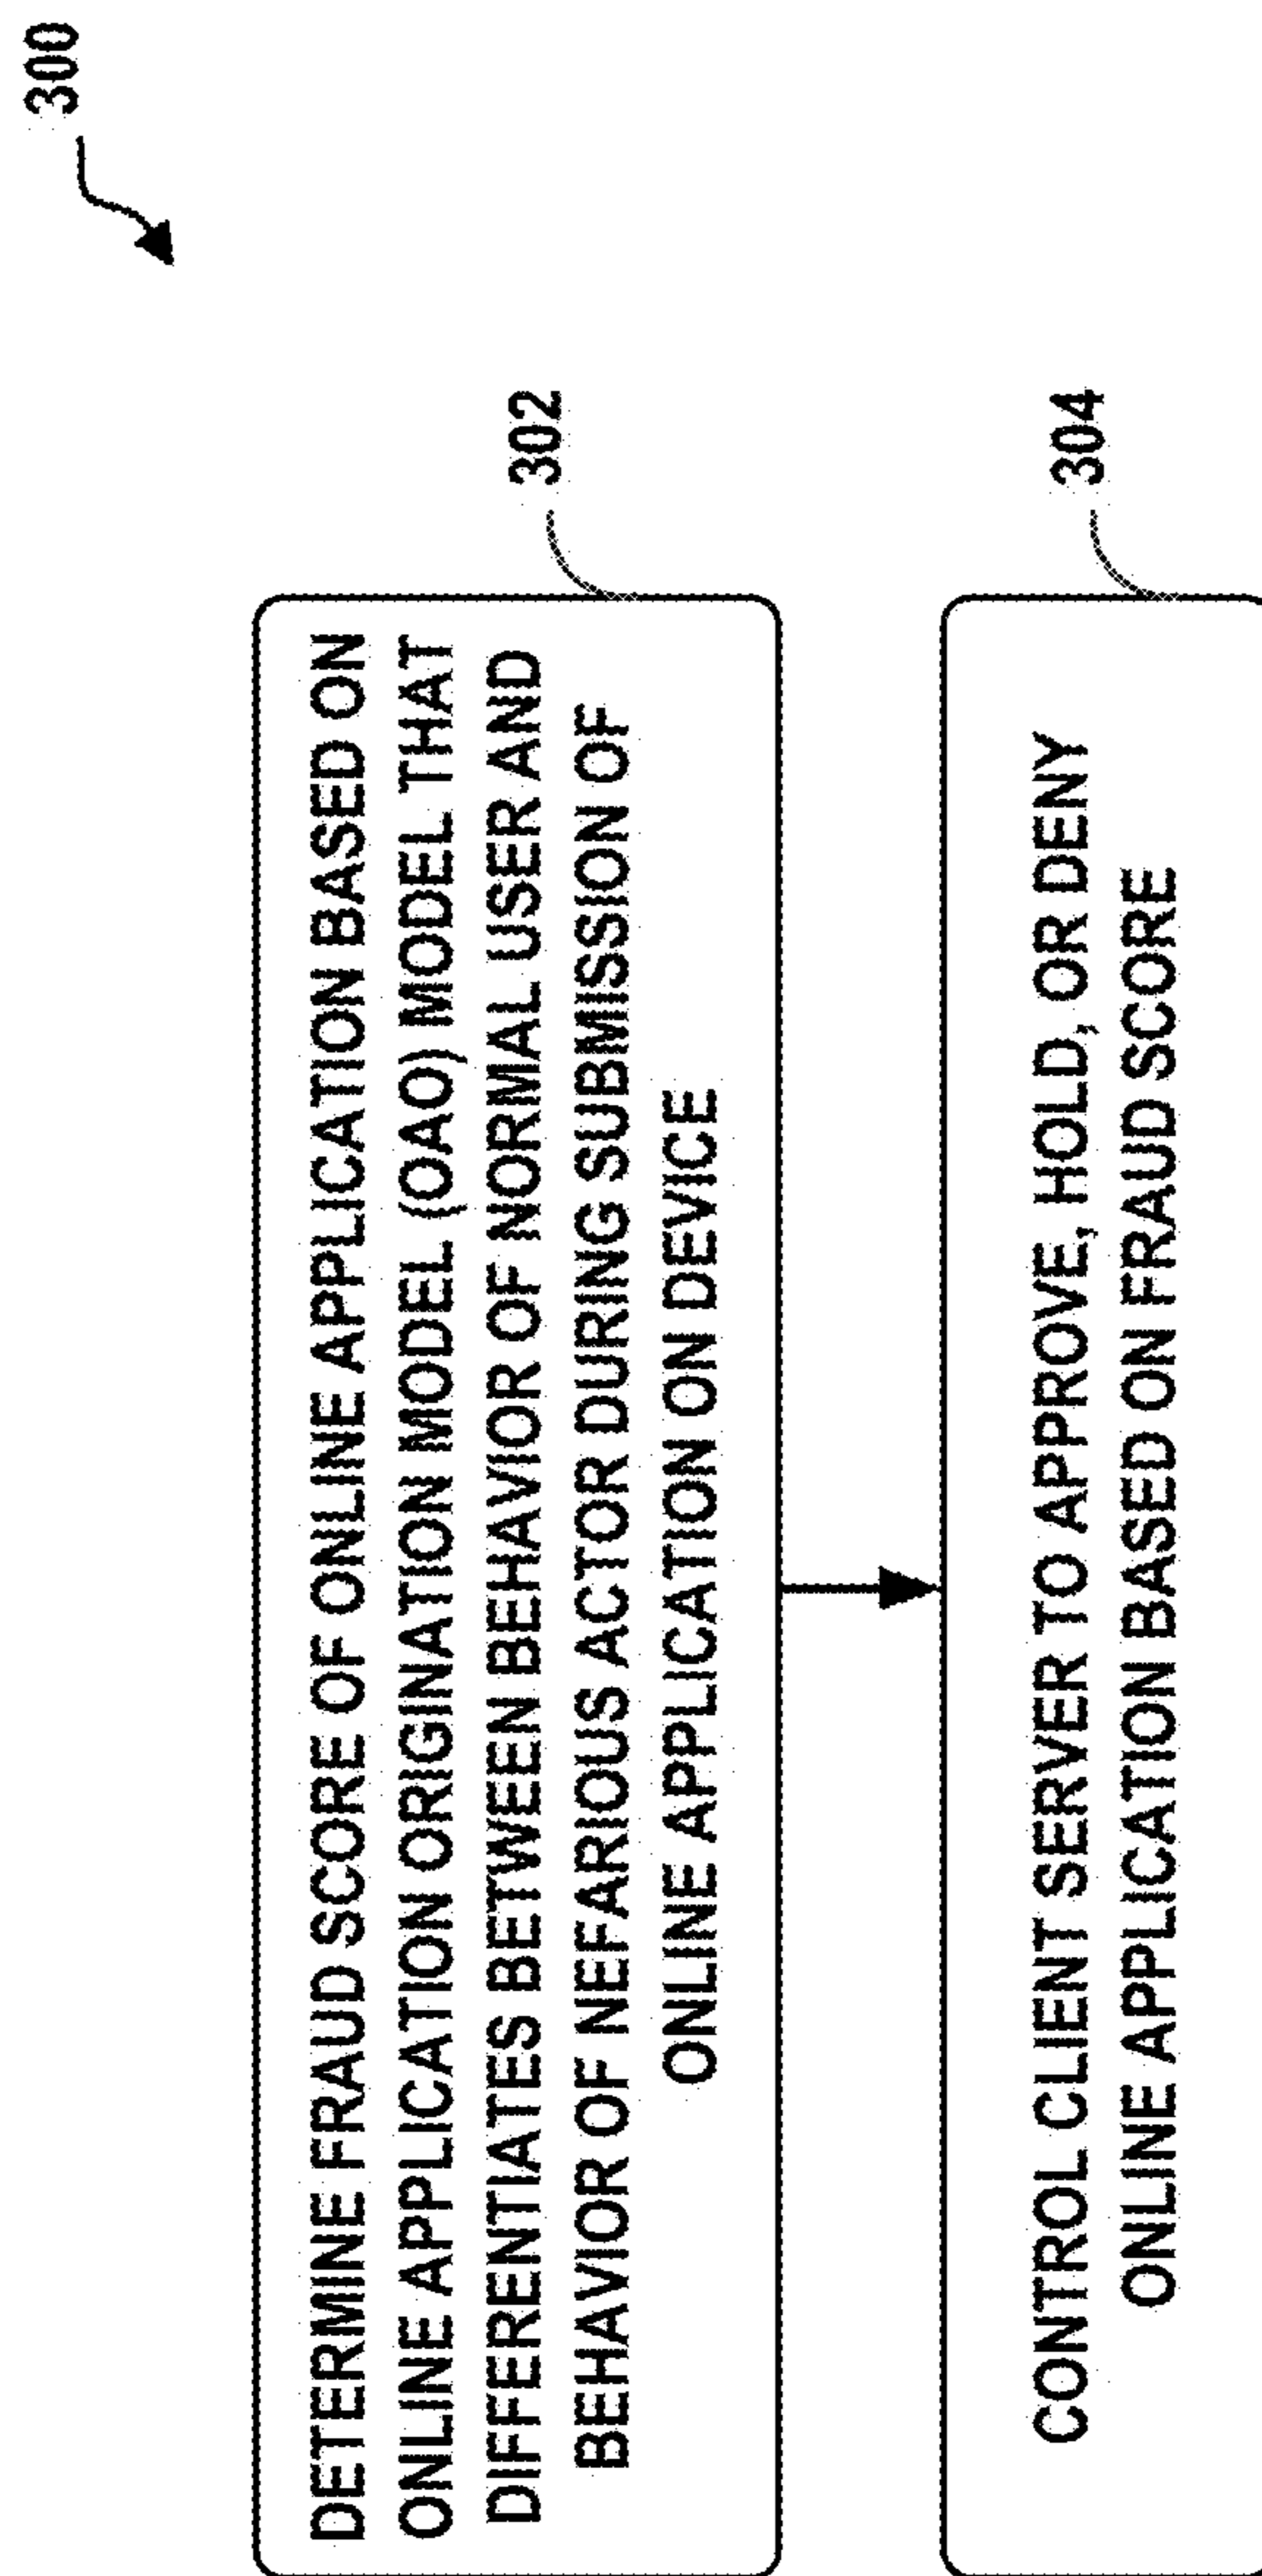 300
302
DETERMINE FRAUD SCORE OF ONLINE APPLICATION BASED ON
ONLINE APPLICATION ORIGINATION MODEL (OAO) MODEL THAT
DIFFERENTIATES BETWEEN BEHAVIOR OF NORMAL USER AND
BEHAVIOR OF NEFARIOUS ACTOR DURING SUBMISSION OF
ONLINE APPLICATION ON DEVICE
304
CONTROL CLIENT SERVER TO APPROVE, HOLD, OR DENY
ONLINE APPLICATION BASED ON FRAUD SCORE